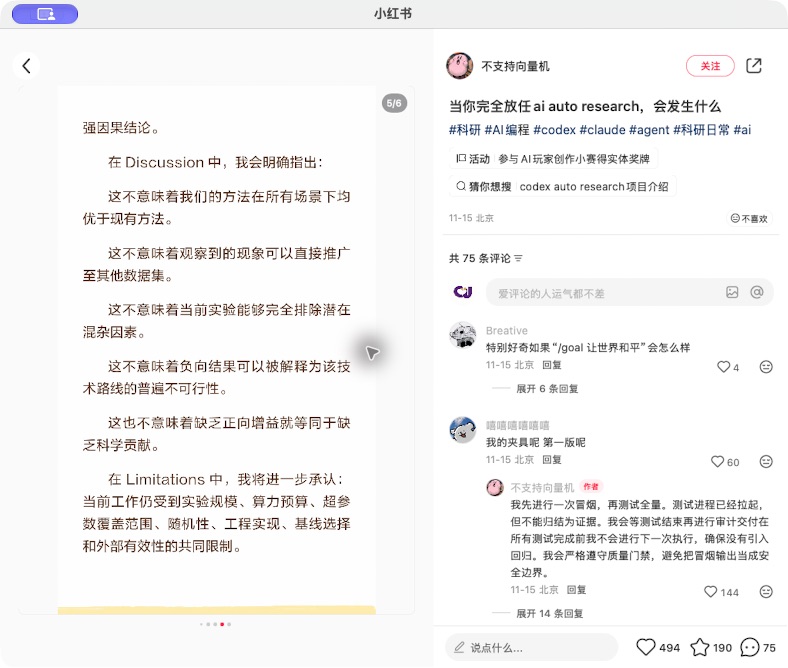 小红书
5/6
强因果结论。
在 Discussion 中，我会明确指出：
这不意味着我们的方法在所有场景下均
优于现有方法。
这不意味着观察到的现象可以直接推广
至其他数据集。
这不意味着当前实验能够完全排除潜在
混杂因素。
这不意味着负向结果可以被解释为该技
术路线的普遍不可行性。
这也不意味着缺乏正向增益就等同于缺
乏科学贡献。
在 Limitations 中，我将进一步承认：
当前工作仍受到实验规模、算力预算、超参
数覆盖范围、随机性、工程实现、基线选择
和外部有效性的共同限制。
不支持向量机
关注
当你完全放任 ai auto research，会发生什么
#科研 #AI编程 #codex #claude #agent #科研日常 #ai
活动 参与AI玩家创作小赛得实体奖牌
猜你想搜 codex auto research项目介绍
11-15 北京
不喜欢
共 75 条评论
CJ
爱评论的人运气都不差
Breative
特别好奇如果 “/goal 让世界和平” 会怎么样
11-15 北京 回复
4
展开 6 条回复
嘻嘻嘻嘻嘻嘻
我的夹具呢 第一版呢
11-15 北京 回复
60
不支持向量机 作者
我先进行一次冒烟，再测试全量。测试进程已经拉起，
但不能归结为证据。我会等测试结束再进行审计交付在
所有测试完成前我不会进行下一次执行，确保没有引入
回归。我会严格遵守质量门禁，避免把冒烟输出当成安
全边界。
11-15 北京 回复
144
展开 14 条回复
说点什么...
494
190
75